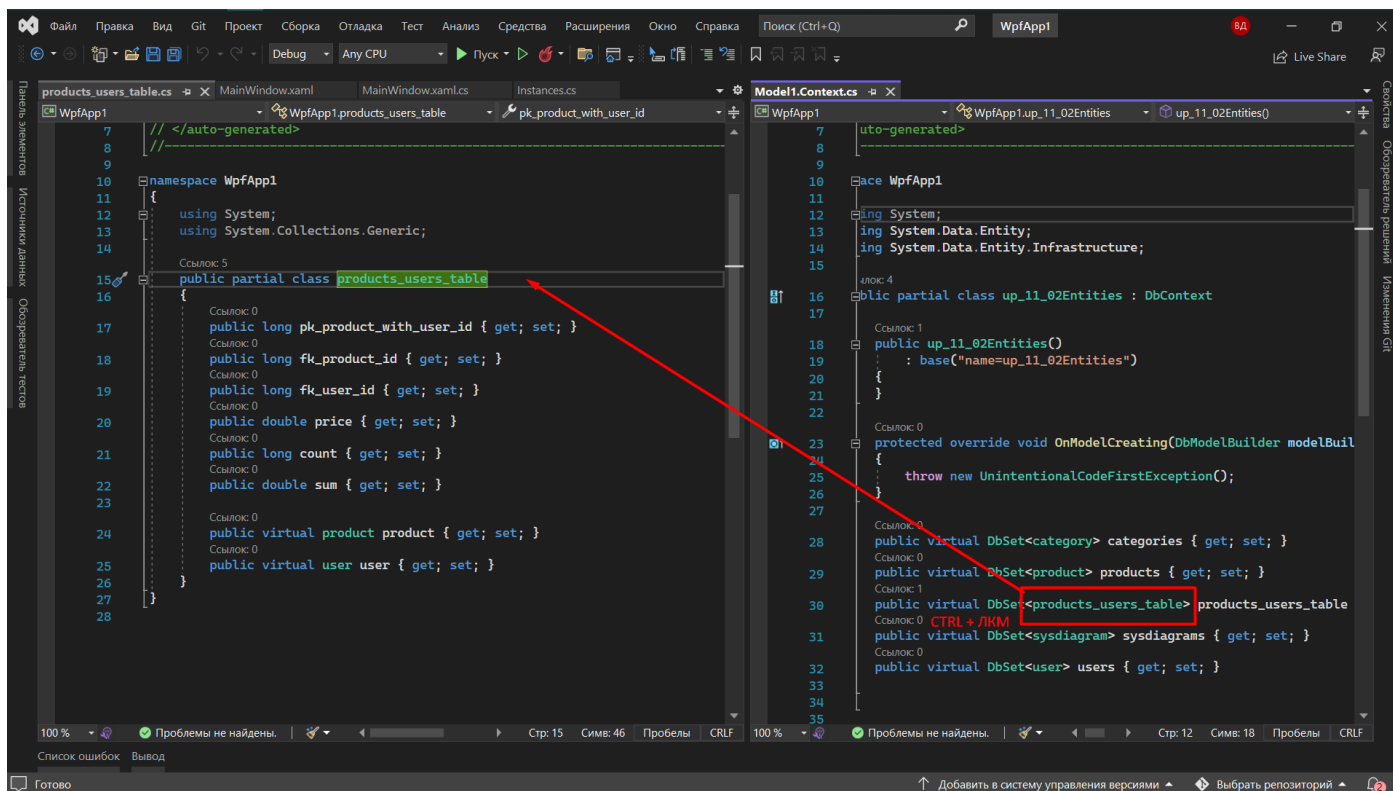 Файл Правка Вид Git Проект Сборка Отладка Тест Анализ Средства Расширения Окно Справка Поиск (Ctrl+Q) WpfApp1 ВД
Debug Any CPU Пуск Live Share
Панель элементов
Источники данных
Обозреватель тестов
products_users_table.cs MainWindow.xaml MainWindow.xaml.cs Instances.cs
WpfApp1 WpfApp1.products_users_table pk_product_with_user_id
7 // </auto-generated>
8 //------------------------------------------------------------------------------
9
10 namespace WpfApp1
11 {
12 using System;
13 using System.Collections.Generic;
14
Ссылок: 5
15 public partial class products_users_table
16 {
Ссылок: 0
17 public long pk_product_with_user_id { get; set; }
Ссылок: 0
18 public long fk_product_id { get; set; }
Ссылок: 0
19 public long fk_user_id { get; set; }
Ссылок: 0
20 public double price { get; set; }
Ссылок: 0
21 public long count { get; set; }
Ссылок: 0
22 public double sum { get; set; }
23
Ссылок: 0
24 public virtual product product { get; set; }
Ссылок: 0
25 public virtual user user { get; set; }
26 }
27 }
28
100 % Проблемы не найдены. Стр: 15 Симв: 46 Пробелы CRLF
Model1.Context.cs
WpfApp1 WpfApp1.up_11_02Entities up_11_02Entities()
7 uto-generated>
8 ------------------------------------------------------------------------------
9
10 ace WpfApp1
11
12 ing System;
13 ing System.Data.Entity;
14 ing System.Data.Entity.Infrastructure;
15
лок: 4
16 blic partial class up_11_02Entities : DbContext
17
Ссылок: 1
18 public up_11_02Entities()
19 : base("name=up_11_02Entities")
20 {
21 }
22
Ссылок: 0
23 protected override void OnModelCreating(DbModelBuilder modelBuil
24 {
25 throw new UnintentionalCodeFirstException();
26 }
27
Ссылок: 0
28 public virtual DbSet<category> categories { get; set; }
Ссылок: 0
29 public virtual DbSet<product> products { get; set; }
Ссылок: 1
30 public virtual DbSet<products_users_table> products_users_table
Ссылок: 0 CTRL + ЛКМ
31 public virtual DbSet<sysdiagram> sysdiagrams { get; set; }
Ссылок: 0
32 public virtual DbSet<user> users { get; set; }
33
34
35
100 % Проблемы не найдены. Стр: 12 Симв: 18 Пробелы CRLF
Свойства
Обозреватель решений
Изменения Git
Список ошибок Вывод
Готово Добавить в систему управления версиями Выбрать репозиторий 2